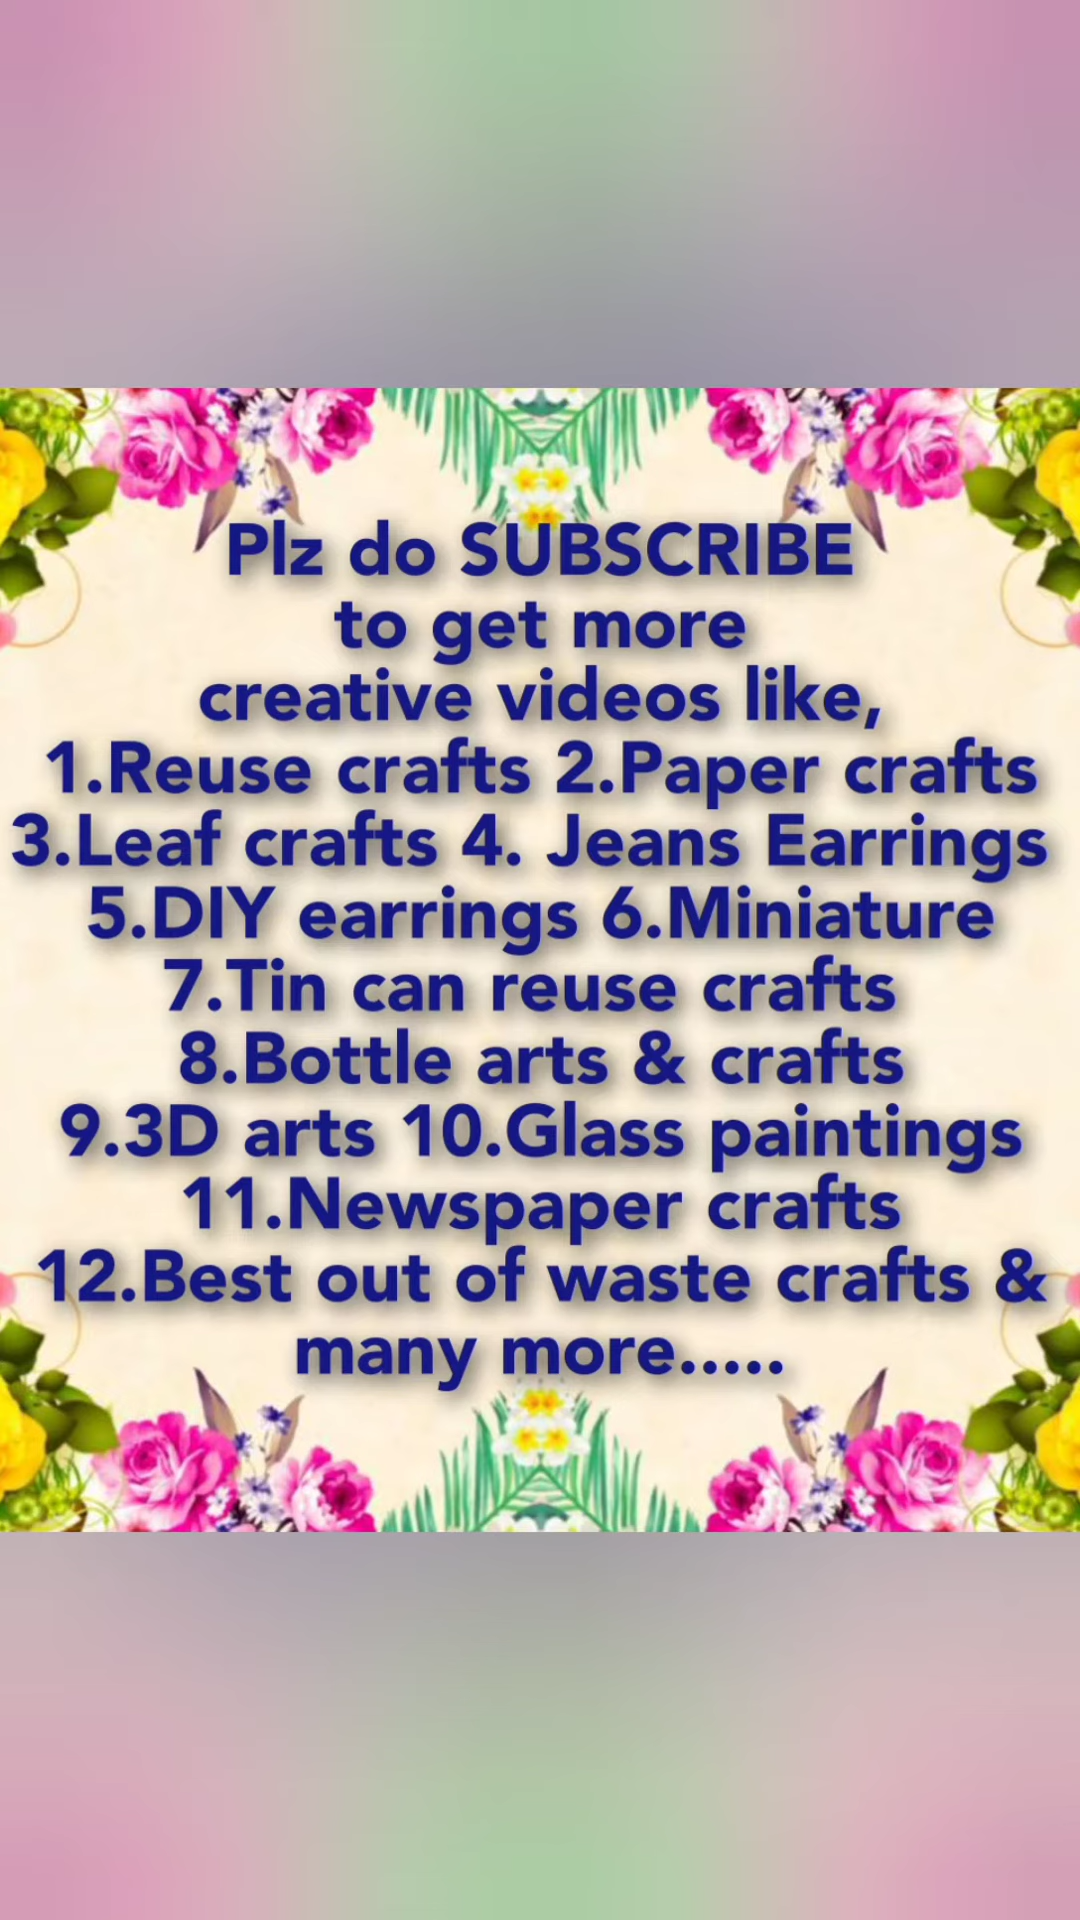 Plz do SUBSCRIBE
to get more
creative videos like,
1.Reuse crafts 2.Paper crafts
3.Leaf crafts 4. Jeans Earrings
5.DIY earrings 6.Miniature
7.Tin can reuse crafts
8.Bottle arts & crafts
9.3D arts 10.Glass paintings
11.Newspaper crafts
12.Best out of waste crafts &
many more.....